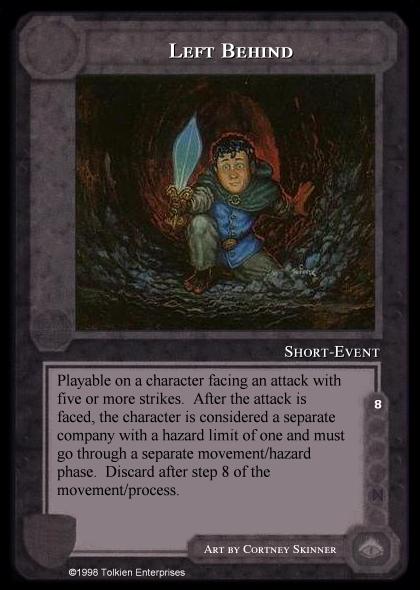 Left Behind
Short-Event
Playable on a character facing an attack with
five or more strikes. After the attack is
faced, the character is considered a separate
company with a hazard limit of one and must
go through a separate movement/hazard
phase. Discard after step 8 of the
movement/process.
8
Art by Cortney Skinner
©1998 Tolkien Enterprises